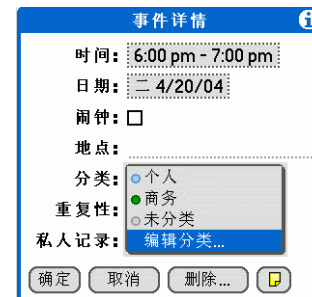 事件详情
时间: 6:00 pm - 7:00 pm
日期: 二 4/20/04
闹钟:
地点:
分类: 个人
商务
重复性: 未分类
私人记录: 编辑分类...
确定 取消 删除...